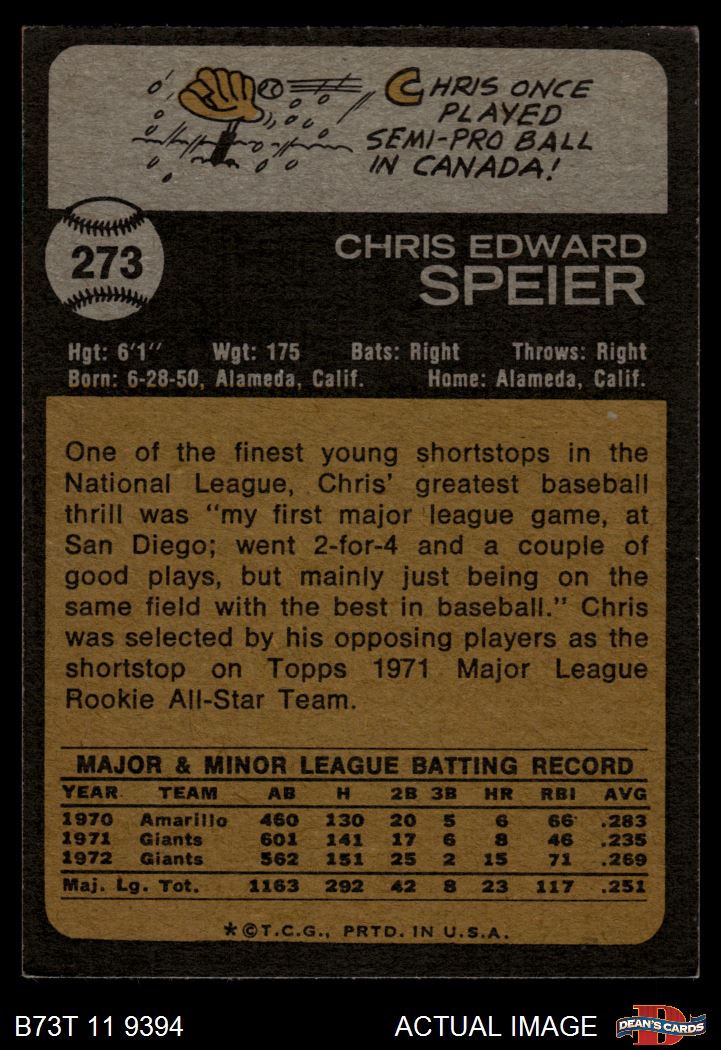 CHRIS ONCE
PLAYED
SEMI-PRO BALL
IN CANADA!
273
CHRIS EDWARD
SPEIER
Hgt: 6'1" Wgt: 175 Bats: Right Throws: Right
Born: 6-28-50, Alameda, Calif. Home: Alameda, Calif.
One of the finest young shortstops in the
National League, Chris' greatest baseball
thrill was "my first major league game, at
San Diego; went 2-for-4 and a couple of
good plays, but mainly just being on the
same field with the best in baseball." Chris
was selected by his opposing players as the
shortstop on Topps 1971 Major League
Rookie All-Star Team.
MAJOR & MINOR LEAGUE BATTING RECORD
YEAR TEAM AB H 2B 3B HR RBI AVG
1970 Amarillo 460 130 20 5 6 66 .283
1971 Giants 601 141 17 6 8 46 .235
1972 Giants 562 151 25 2 15 71 .269
Maj. Lg. Tot. 1163 292 42 8 23 117 .251
*©T.C.G., PRTD. IN U.S.A.
B73T 11 9394 ACTUAL IMAGE D DEAN'S CARDS